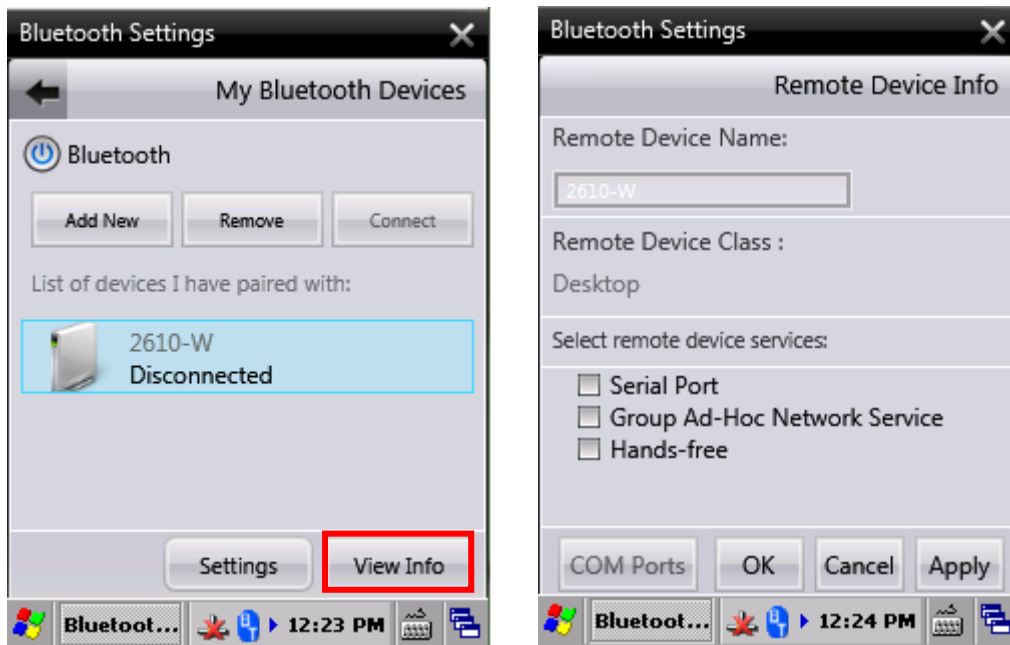 Bluetooth Settings
My Bluetooth Devices
Bluetooth
Add New Remove Connect
List of devices I have paired with:
2610-W
Disconnected
Settings View Info
Bluetoot... 12:23 PM
Bluetooth Settings
Remote Device Info
Remote Device Name:
2610-W
Remote Device Class :
Desktop
Select remote device services:
Serial Port
Group Ad-Hoc Network Service
Hands-free
COM Ports OK Cancel Apply
Bluetoot... 12:24 PM